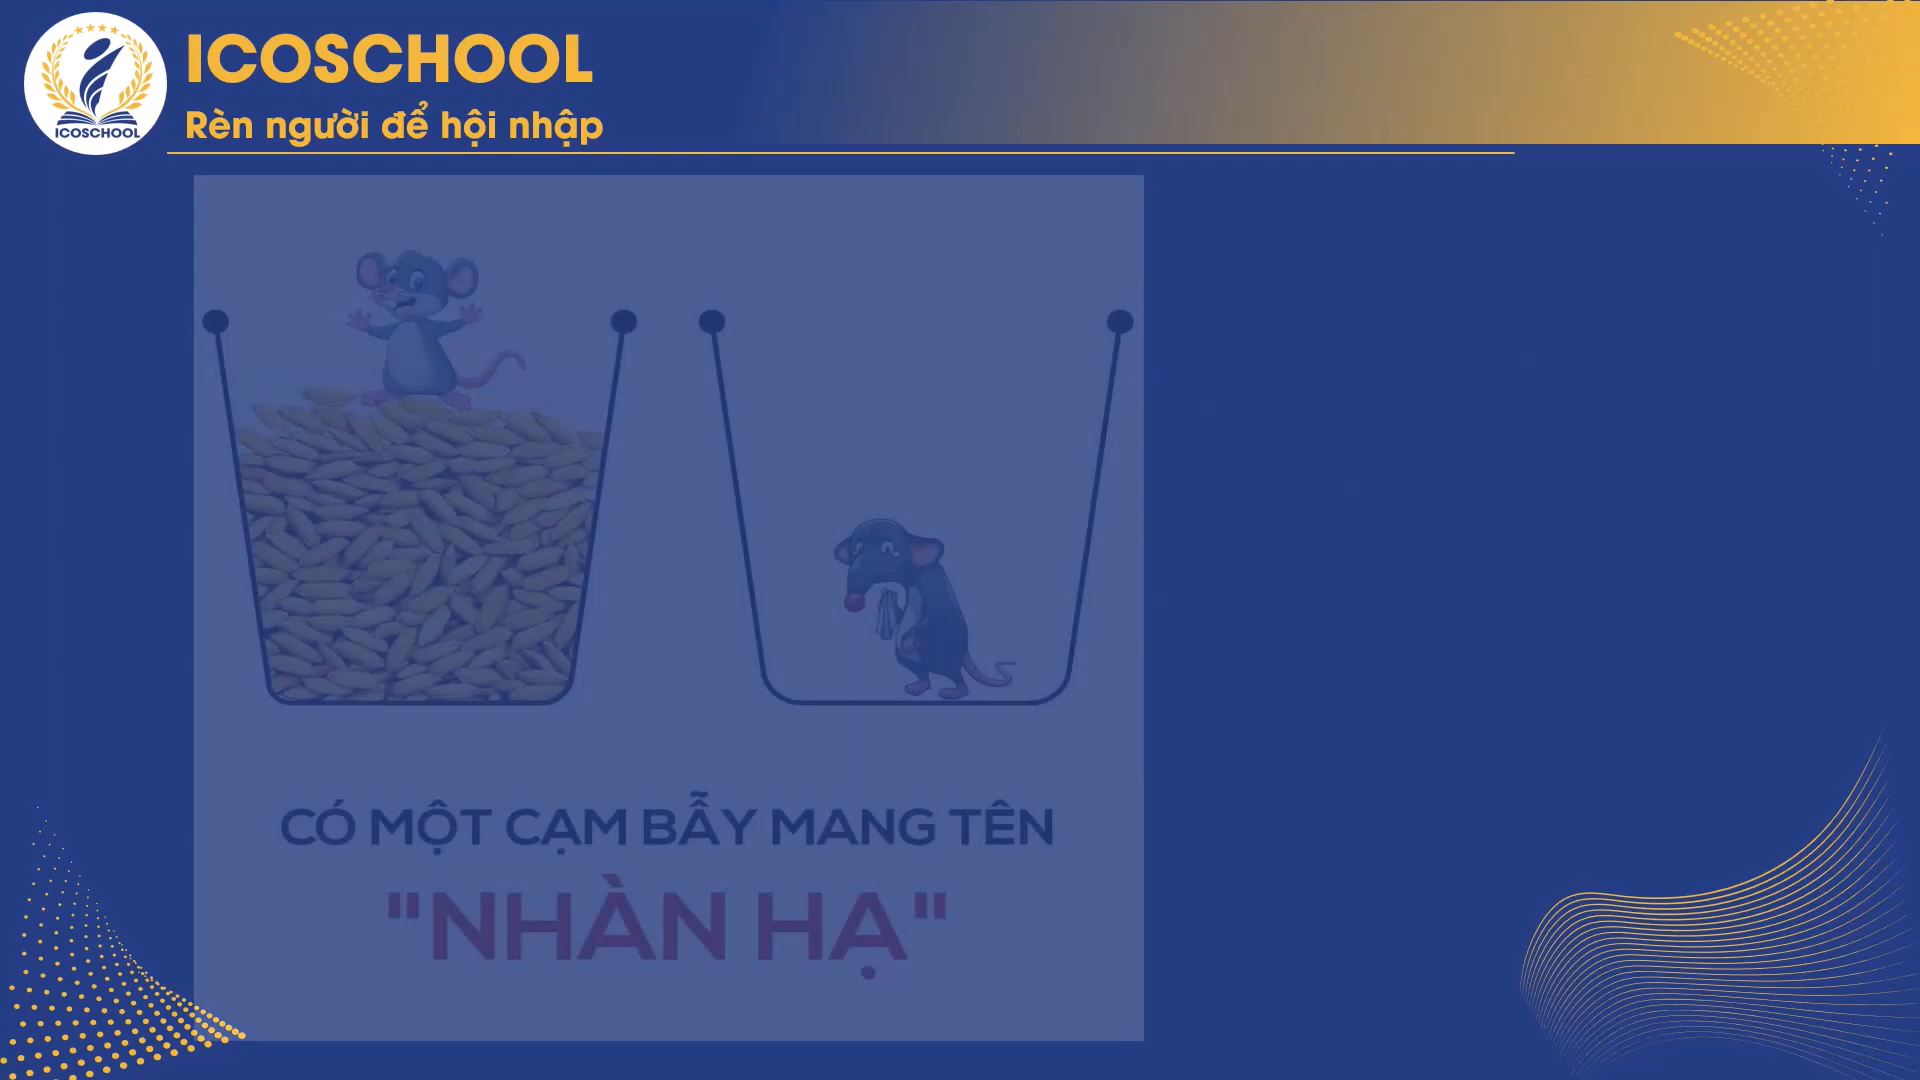 ICOSCHOOL
Rèn người để hội nhập
ICOSCHOOL
CÓ MỘT CẠM BẪY MANG TÊN
"NHÀN HẠ"